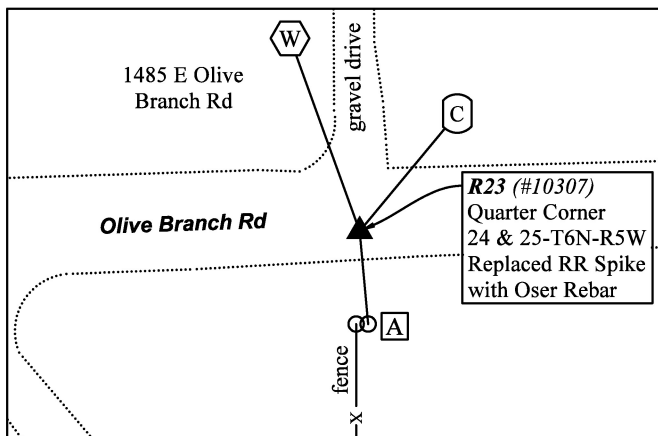 W
1485 E Olive
Branch Rd
gravel drive
C
R23 (#10307)
Quarter Corner
24 & 25-T6N-R5W
Replaced RR Spike
with Oser Rebar
Olive Branch Rd
A
fence
x